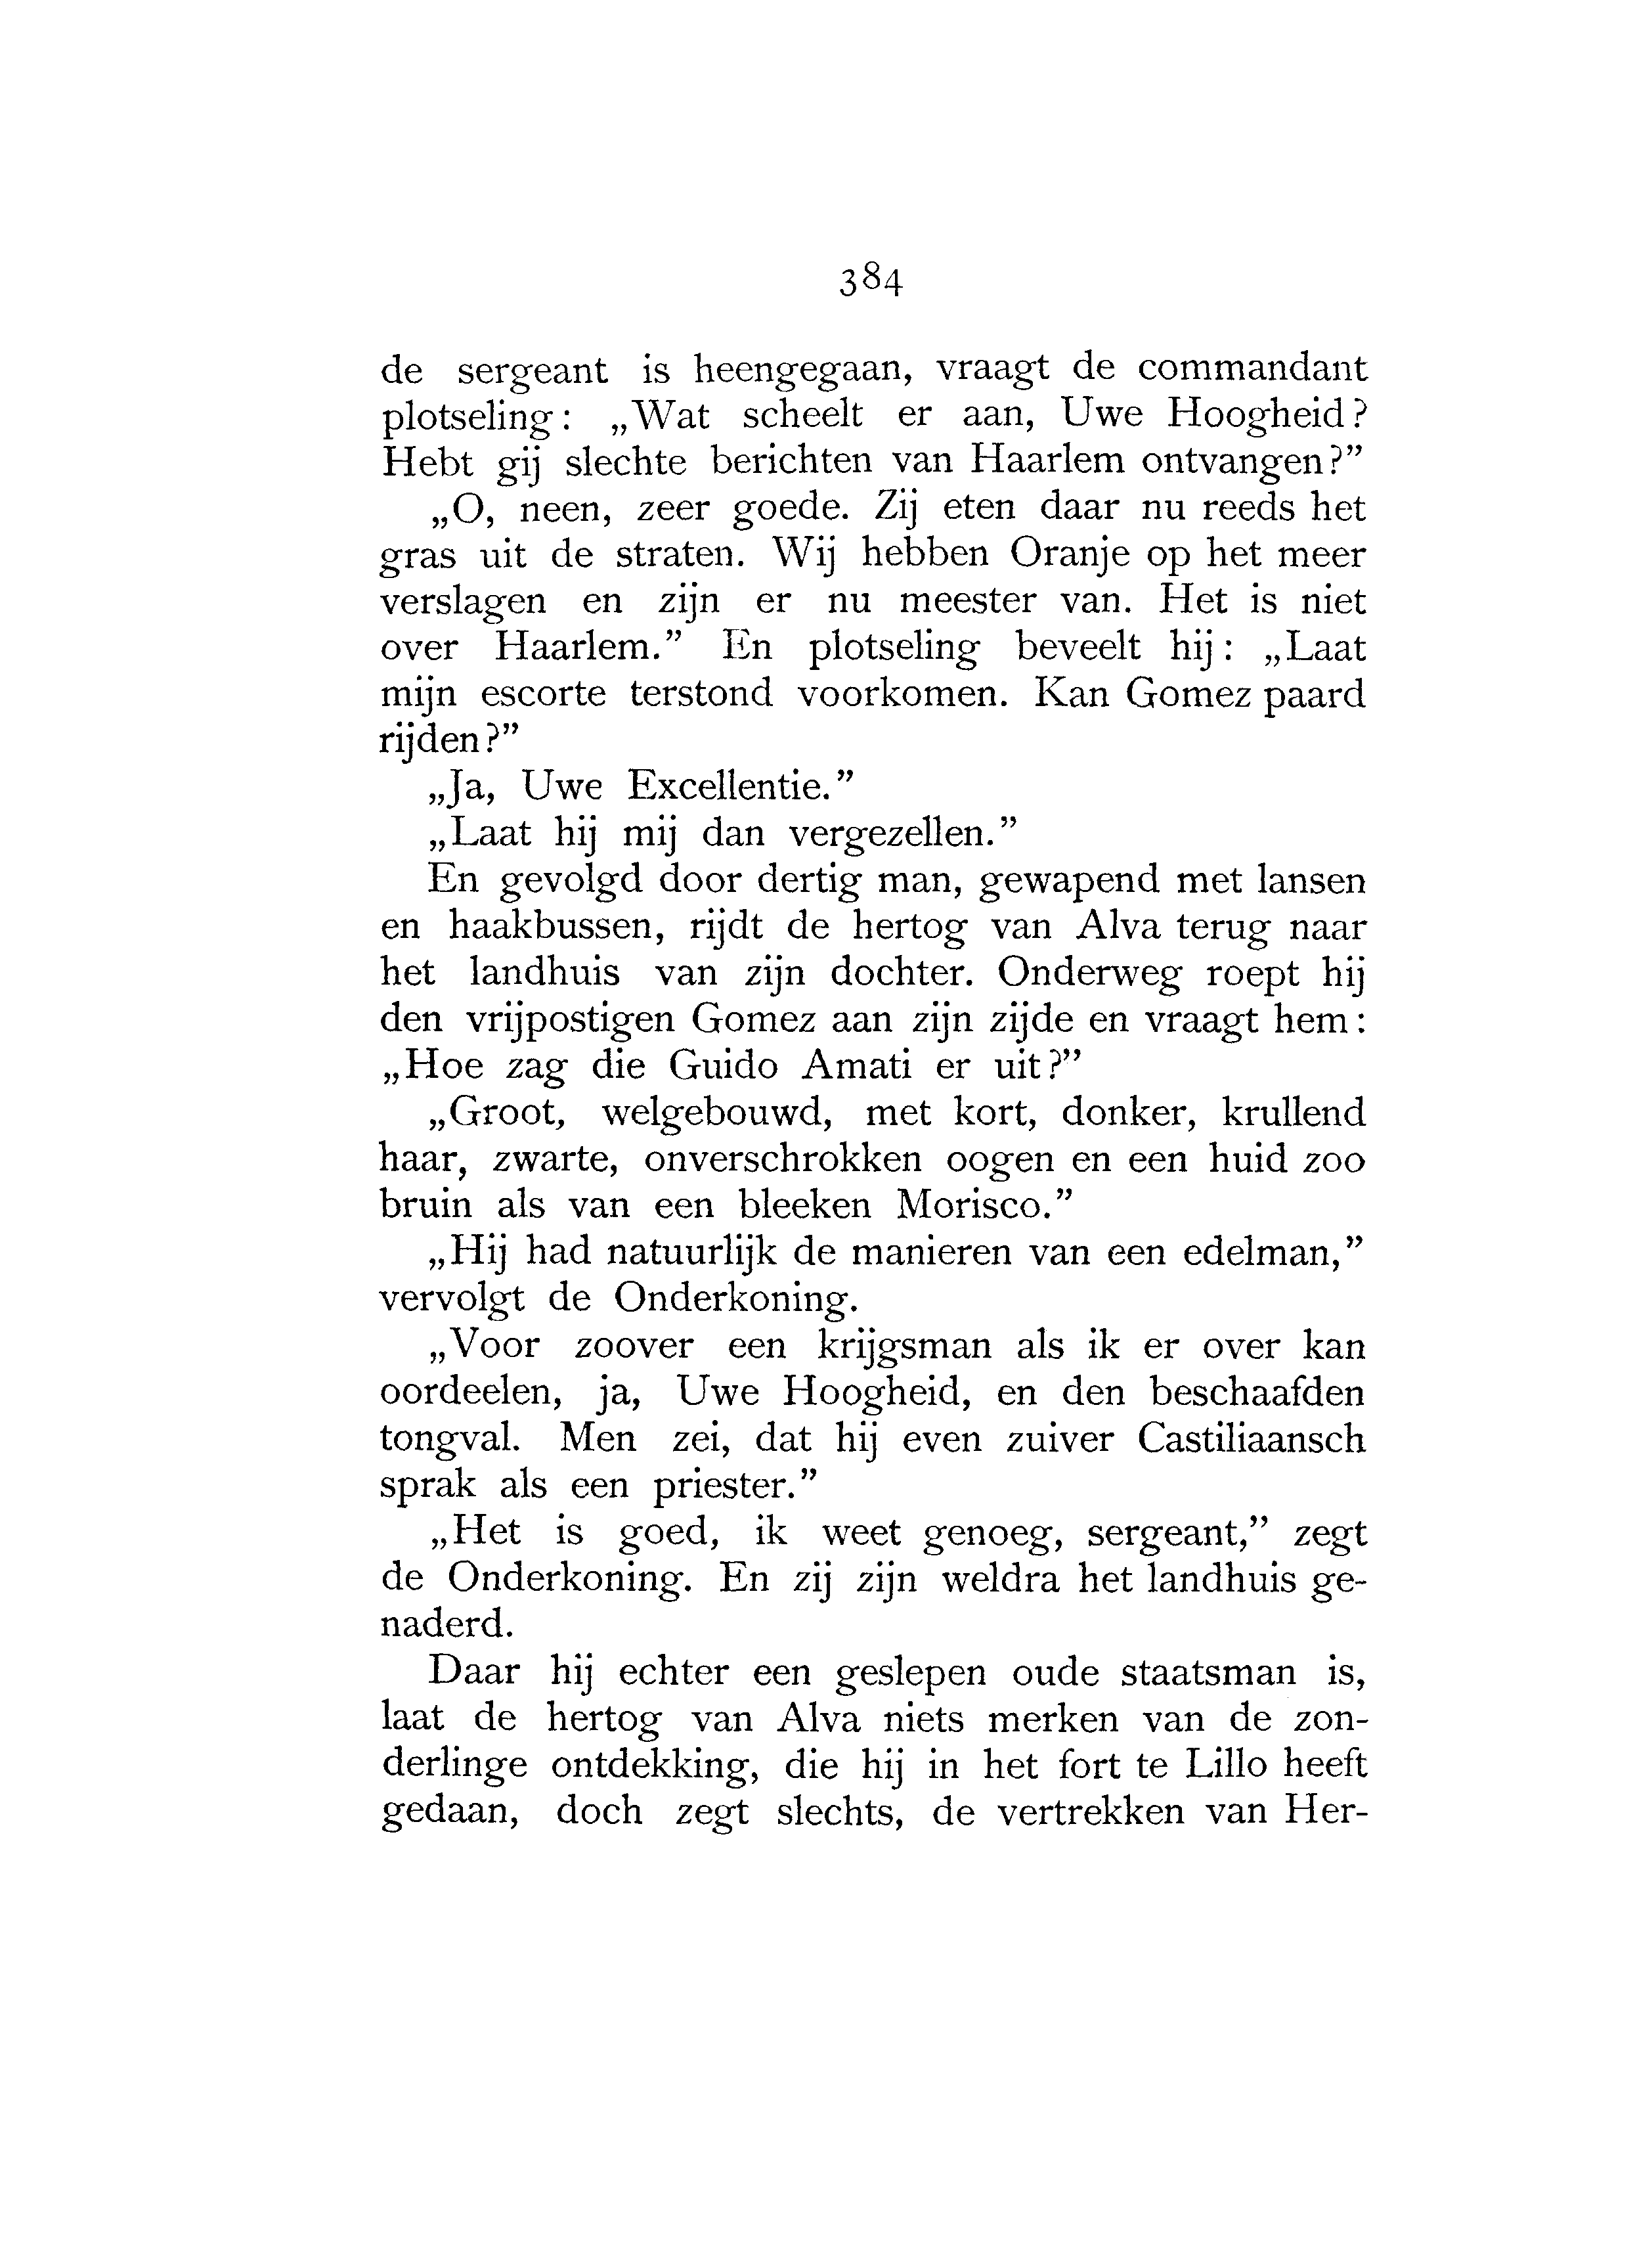 384
de sergeant is heengegaan, vraagt de commandant
plotseling: „Wat scheelt er aan, Uwe Hoogheid?
Hebt gij slechte berichten van Haarlem ontvangen?”
„O, neen, zeer goede. Zij eten daar nu reeds het
gras uit de straten. Wij hebben Oranje op het meer
verslagen en zijn er nu meester van. Het is niet
over Haarlem.” En plotseling beveelt hij: „Laat
mijn escorte terstond voorkomen. Kan Gomez paard
rijden?”
„Ja, Uwe Excellentie.”
„Laat hij mij dan vergezellen.”
En gevolgd door dertig man, gewapend met lansen
en haakbussen, rijdt de hertog van Alva terug naar
het landhuis van zijn dochter. Onderweg roept hij
den vrijpostigen Gomez aan zijn zijde en vraagt hem:
„Hoe zag die Guido Amati er uit?”
„Groot, welgebouwd, met kort, donker, krullend
haar, zwarte, onverschrokken oogen en een huid zoo
bruin als van een bleeken Morisco.”
„Hij had natuurlijk de manieren van een edelman,”
vervolgt de Onderkoning.
„Voor zoover een krijgsman als ik er over kan
oordeelen, ja, Uwe Hoogheid, en den beschaafden
tongval. Men zei, dat hij even zuiver Castiliaansch
sprak als een priester.”
„Het is goed, ik weet genoeg, sergeant,” zegt
de Onderkoning. En zij zijn weldra het landhuis ge-
naderd.
Daar hij echter een geslepen oude staatsman is,
laat de hertog van Alva niets merken van de zon-
derlinge ontdekking, die hij in het fort te Lillo heeft
gedaan, doch zegt slechts, de vertrekken van Her-